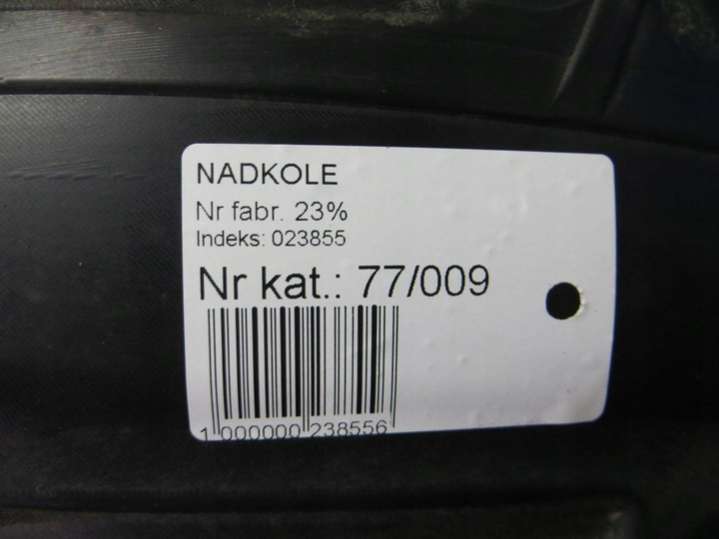 NADKOLE
Nr fabr. 23%
Indeks: 023855
Nr kat.: 77/009
1 000000 238556